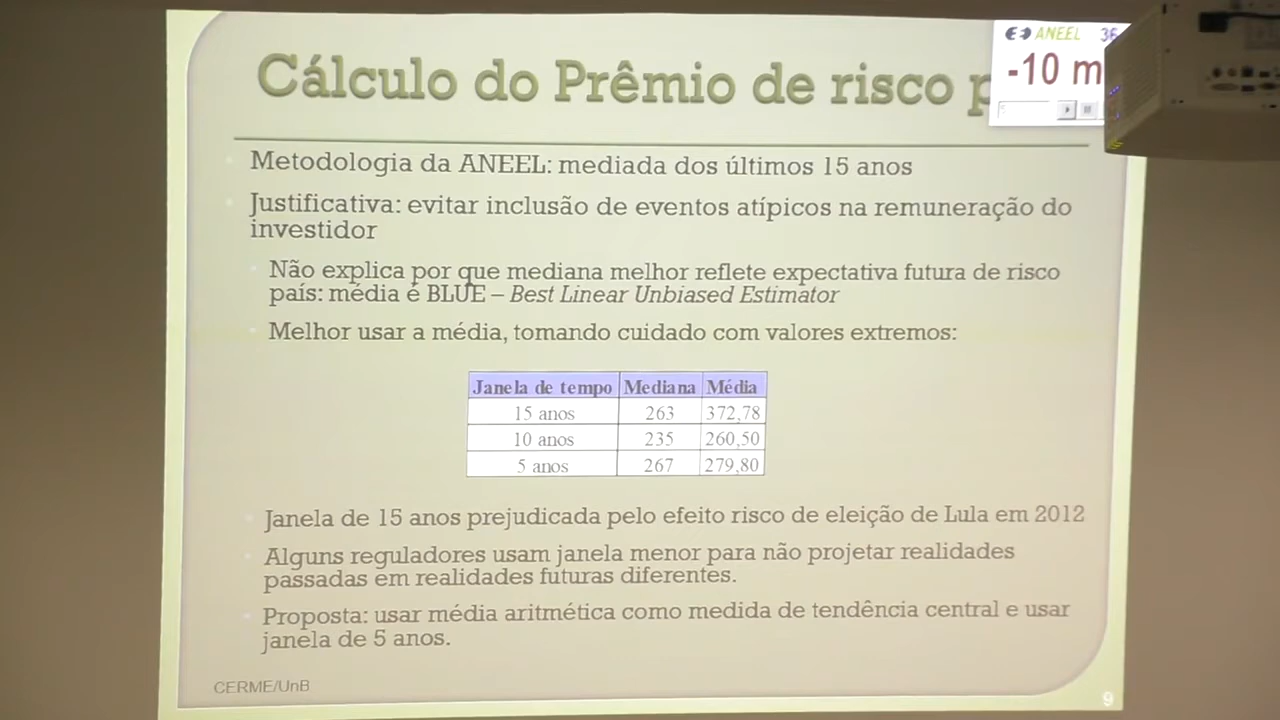 Cálculo do Prêmio de risco p
ANEEL 36
-10 m
Metodologia da ANEEL: mediada dos últimos 15 anos
Justificativa: evitar inclusão de eventos atípicos na remuneração do
investidor
Não explica por que mediana melhor reflete expectativa futura de risco
país: média é BLUE – Best Linear Unbiased Estimator
Melhor usar a média, tomando cuidado com valores extremos:
Janela de tempo Mediana Média
15 anos 263 372,78
10 anos 235 260,50
5 anos 267 279,80
Janela de 15 anos prejudicada pelo efeito risco de eleição de Lula em 2012
Alguns reguladores usam janela menor para não projetar realidades
passadas em realidades futuras diferentes.
Proposta: usar média aritmética como medida de tendência central e usar
janela de 5 anos.
CERME/UnB
9